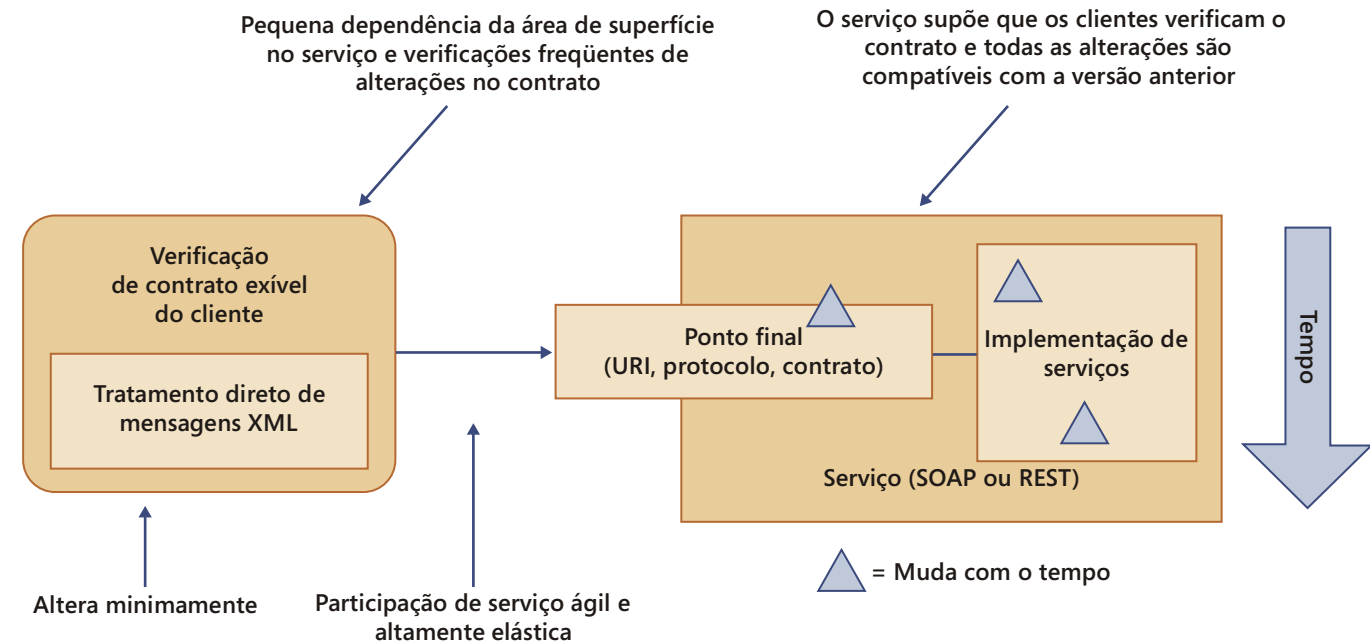 Pequena dependência da área de superfície
no serviço e verificações freqüentes de
alterações no contrato
O serviço supõe que os clientes verificam o
contrato e todas as alterações são
compatíveis com a versão anterior
Verificação
de contrato exível
do cliente
Tratamento direto de
mensagens XML
Ponto final
(URI, protocolo, contrato)
Implementação de
serviços
Serviço (SOAP ou REST)
Tempo
= Muda com o tempo
Altera minimamente
Participação de serviço ágil e
altamente elástica